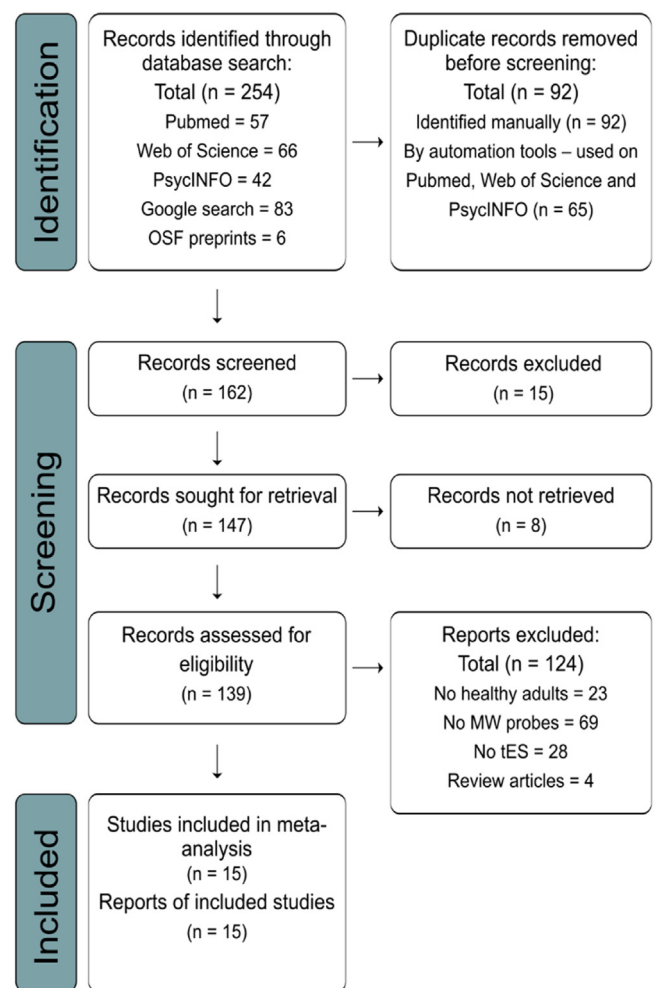 Identification
Records identified through
database search:
Total (n = 254)
Pubmed = 57
Web of Science = 66
PsycINFO = 42
Google search = 83
OSF preprints = 6
Duplicate records removed
before screening:
Total (n = 92)
Identified manually (n = 92)
By automation tools – used on
Pubmed, Web of Science and
PsycINFO (n = 65)
Screening
Records screened
(n = 162)
Records excluded
(n = 15)
Records sought for retrieval
(n = 147)
Records not retrieved
(n = 8)
Records assessed for
eligibility
(n = 139)
Reports excluded:
Total (n = 124)
No healthy adults = 23
No MW probes = 69
No tES = 28
Review articles = 4
Included
Studies included in meta-
analysis
(n = 15)
Reports of included studies
(n = 15)